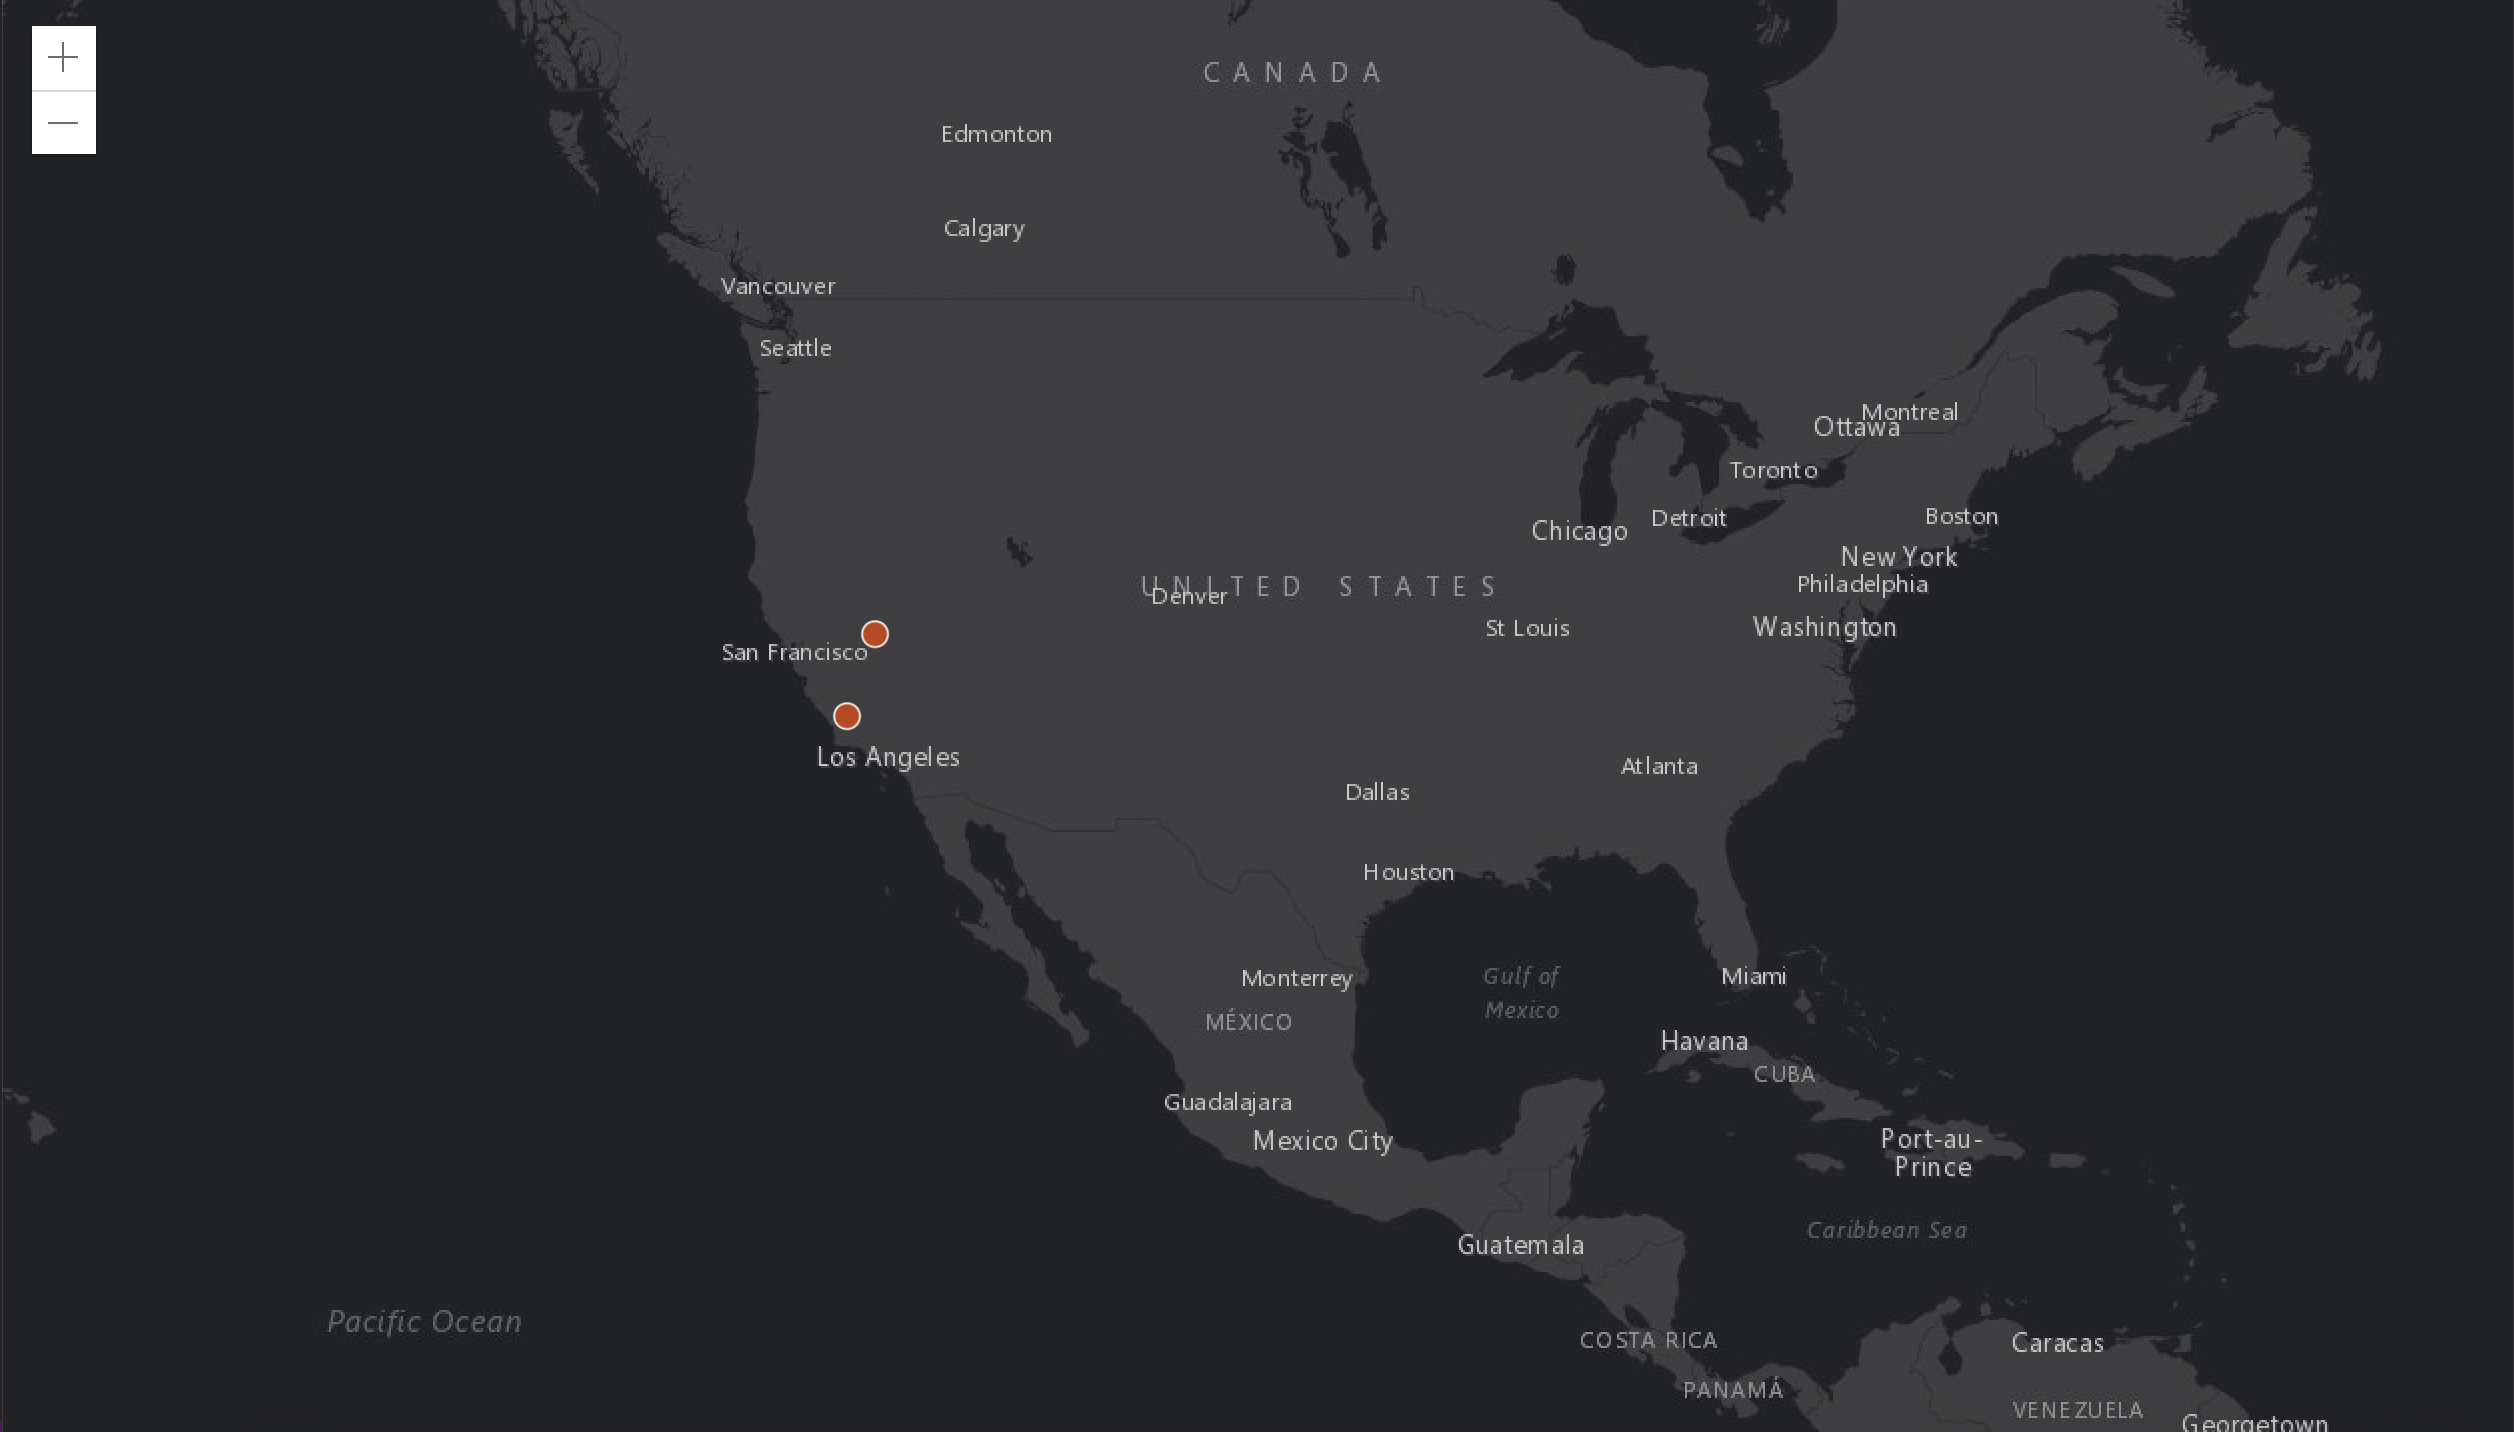 CANADA
Edmonton
Calgary
Vancouver
Seattle
Montreal
Ottawa
Toronto
Boston
Detroit
Chicago
New York
UNITED STATES
Philadelphia
Denver
Washington
St Louis
San Francisco
Los Angeles
Atlanta
Dallas
Houston
Monterrey
Gulf of
Mexico
Miami
MÉXICO
Havana
CUBA
Guadalajara
Mexico City
Port-au-
Prince
Caribbean Sea
Guatemala
Pacific Ocean
COSTA RICA
Caracas
PANAMÁ
VENEZUELA
Georgetown